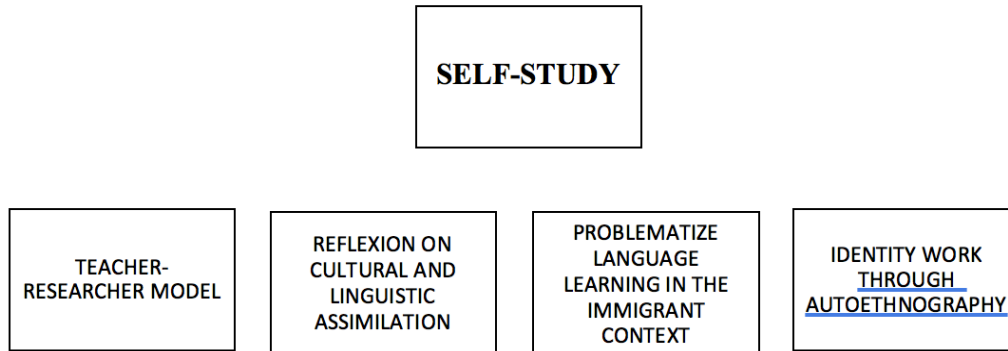 SELF-STUDY
TEACHER-
RESEARCHER MODEL
REFLEXION ON
CULTURAL AND
LINGUISTIC
ASSIMILATION
PROBLEMATIZE
LANGUAGE
LEARNING IN THE
IMMIGRANT
CONTEXT
IDENTITY WORK
THROUGH
AUTOETHNOGRAPHY